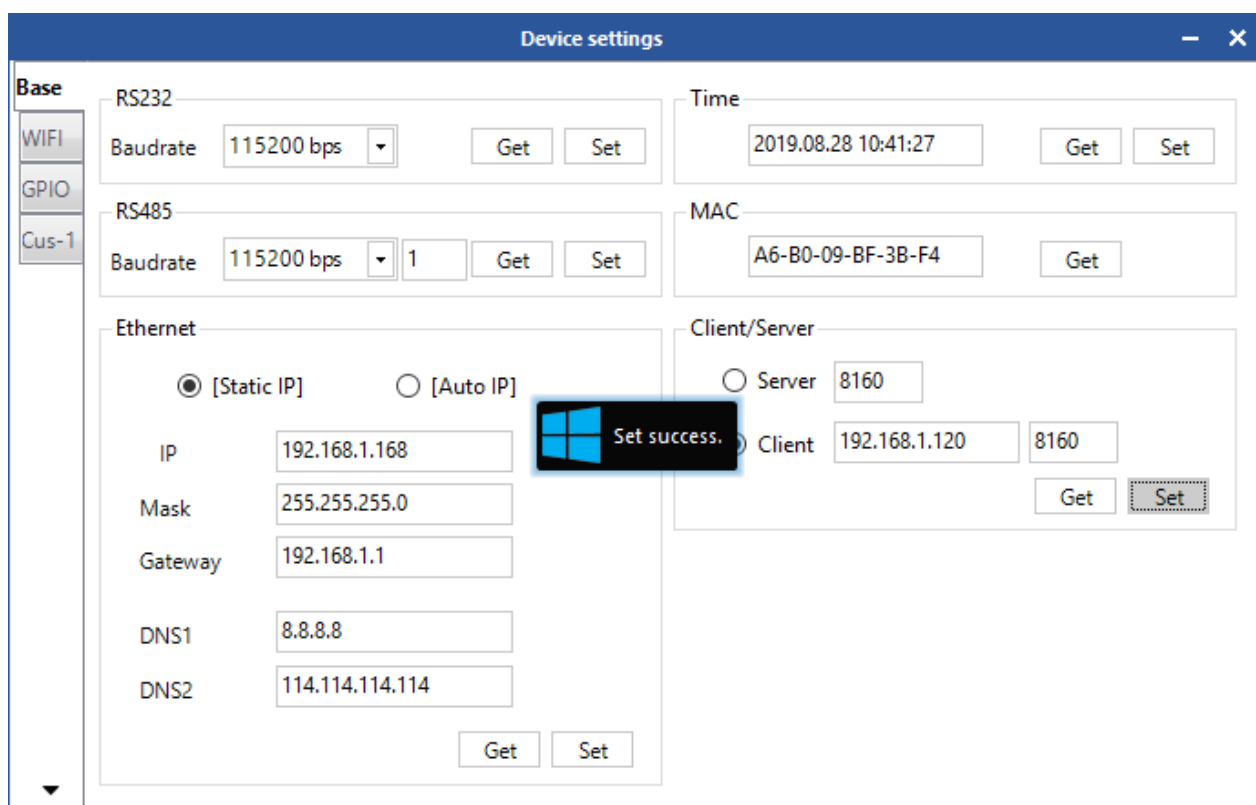 Device settings
Base
WIFI
GPIO
Cus-1
RS232
Baudrate 115200 bps Get Set
RS485
Baudrate 115200 bps 1 Get Set
Ethernet
[Static IP] [Auto IP]
IP 192.168.1.168
Mask 255.255.255.0
Gateway 192.168.1.1
DNS1 8.8.8.8
DNS2 114.114.114.114
Get Set
Time
2019.08.28 10:41:27 Get Set
MAC
A6-B0-09-BF-3B-F4 Get
Client/Server
Server 8160
Client 192.168.1.120 8160
Get Set
Set success.